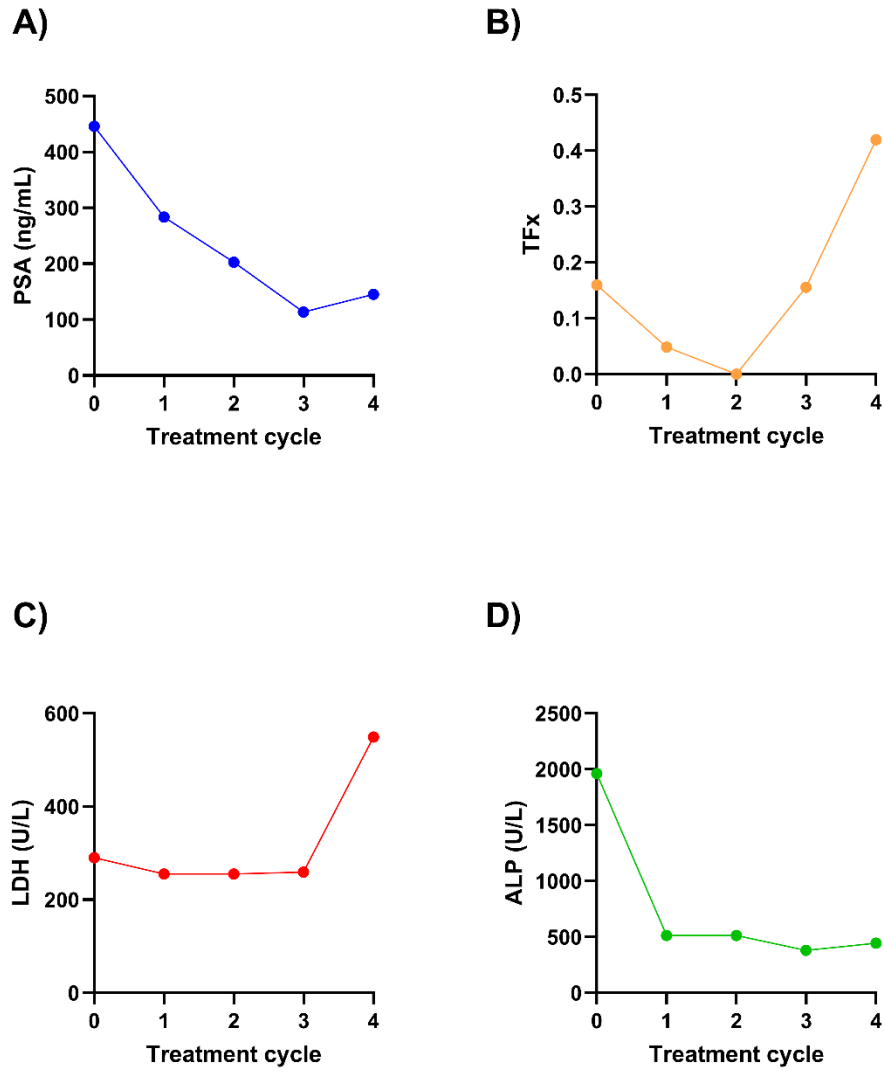 A)
PSA (ng/mL)
500
400
300
200
100
0
0 1 2 3 4
Treatment cycle
B)
TFx
0.5
0.4
0.3
0.2
0.1
0.0
0 1 2 3 4
Treatment cycle
C)
LDH (U/L)
600
400
200
0
0 1 2 3 4
Treatment cycle
D)
ALP (U/L)
2500
2000
1500
1000
500
0
0 1 2 3 4
Treatment cycle